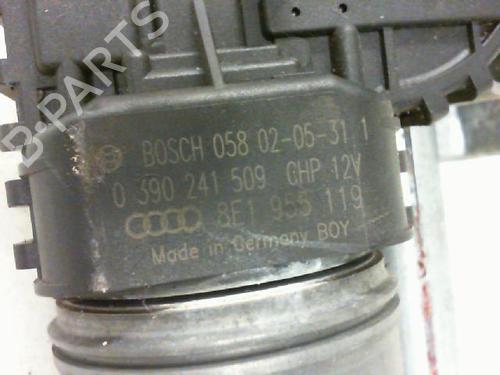 B-PARTS
BOSCH 058 02-05-31 1
0 390 241 509 CHP 12V
8E1 955 119
Made in Germany BOY